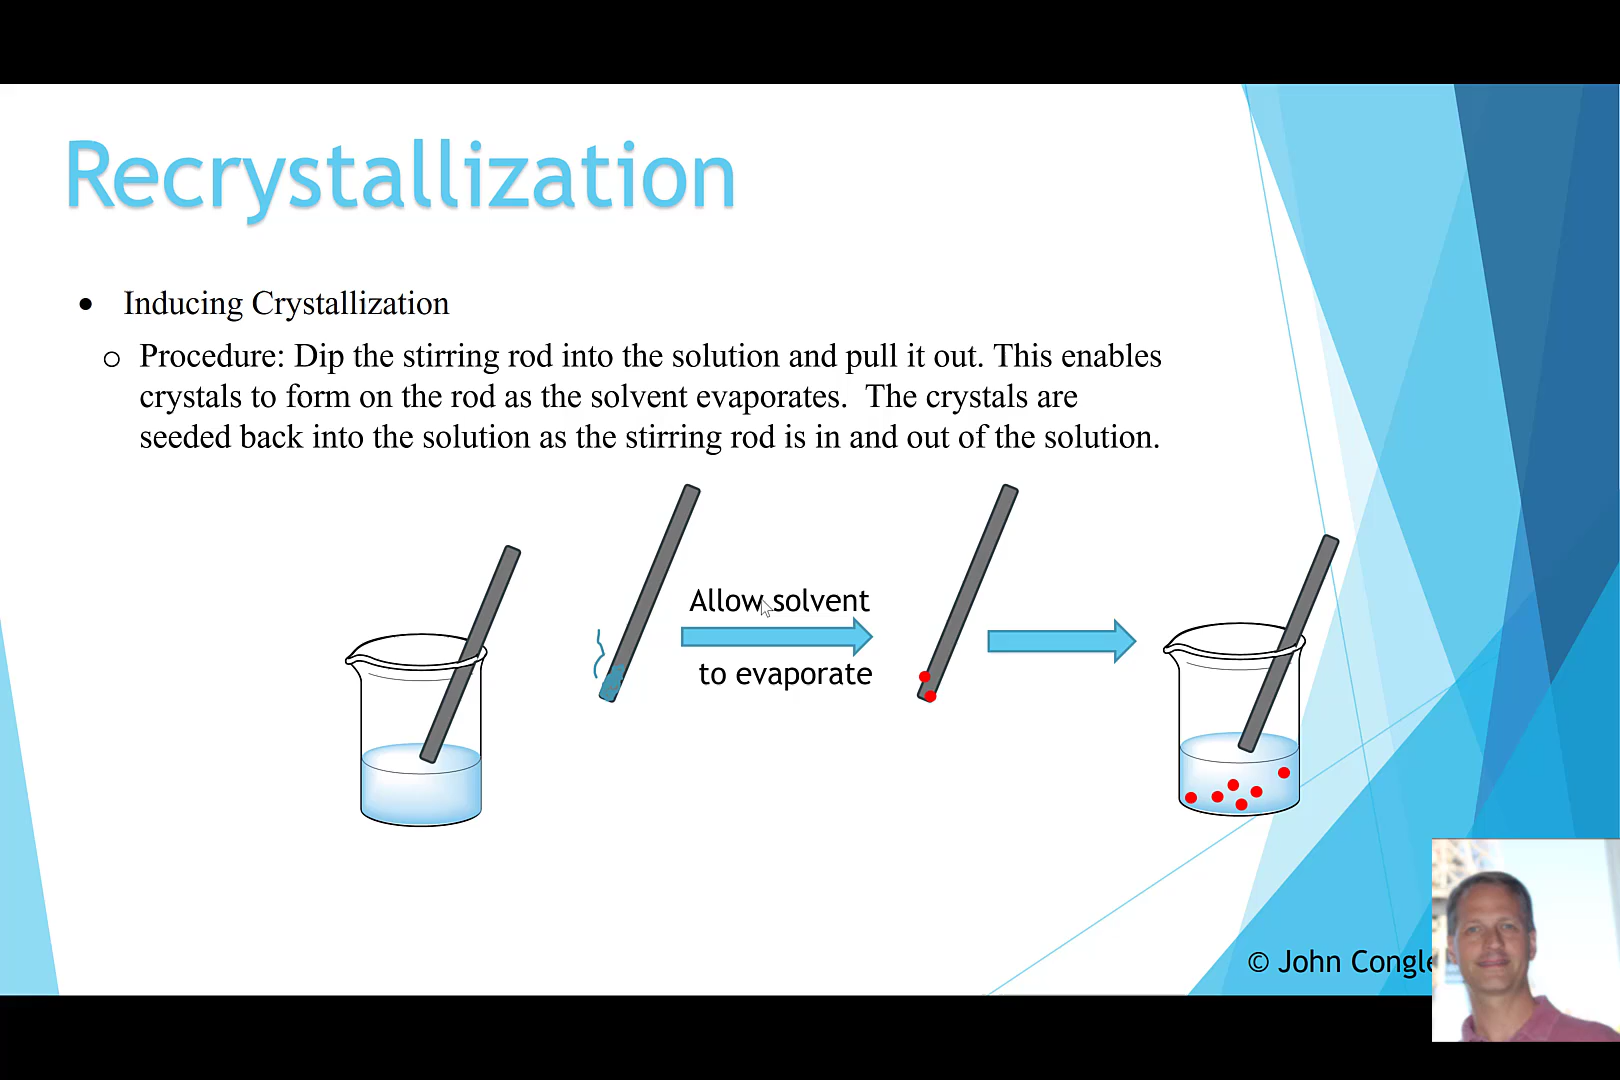 Recrystallization
• Inducing Crystallization
o Procedure: Dip the stirring rod into the solution and pull it out. This enables
crystals to form on the rod as the solvent evaporates.  The crystals are
seeded back into the solution as the stirring rod is in and out of the solution.
Allow solvent
to evaporate
© John